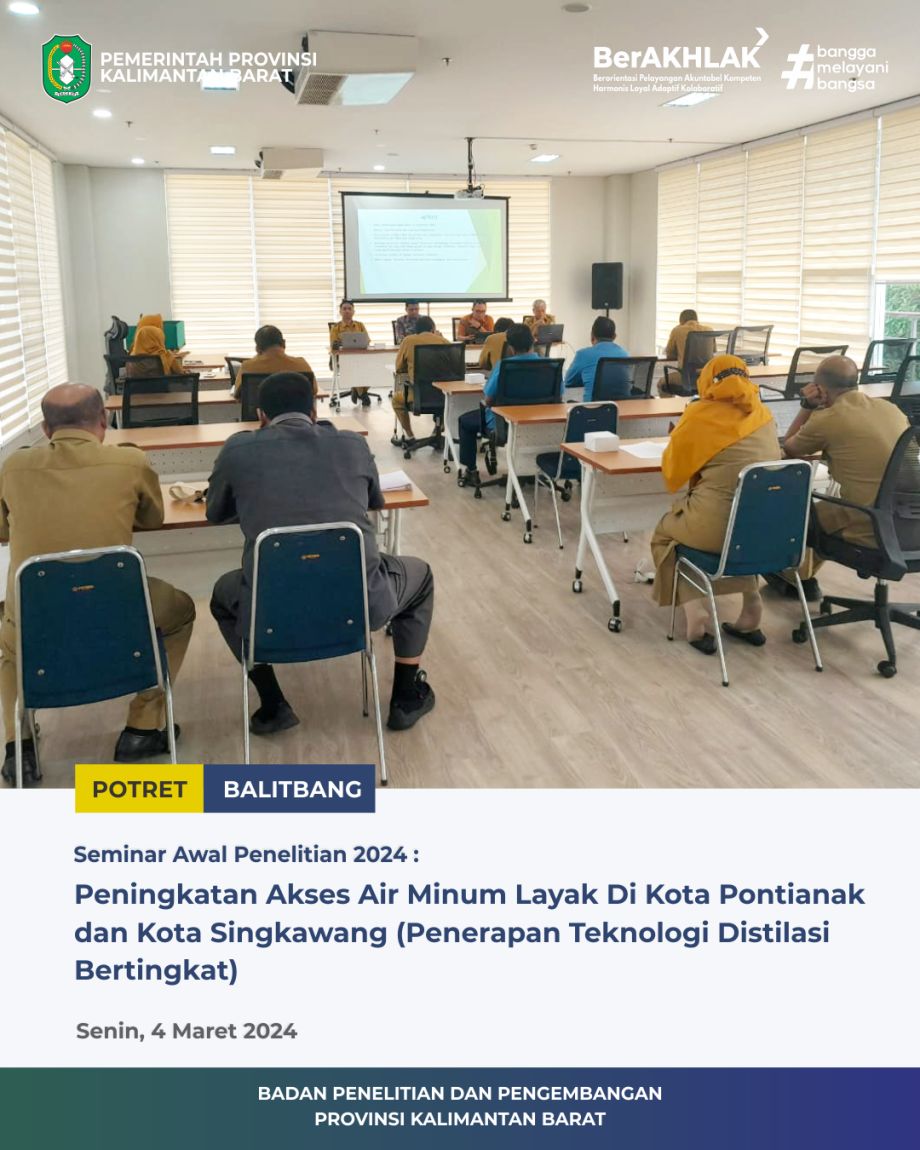 PEMERINTAH PROVINSI
KALIMANTAN BARAT
BerAKHLAK
Berorientasi Pelayangan Akuntabel Kompeten
Harmonis Loyal Adaptif Kolaboratif
#bangga
melayani
bangsa
POTRET BALITBANG
Seminar Awal Penelitian 2024 :
Peningkatan Akses Air Minum Layak Di Kota Pontianak
dan Kota Singkawang (Penerapan Teknologi Distilasi
Bertingkat)
Senin, 4 Maret 2024
BADAN PENELITIAN DAN PENGEMBANGAN
PROVINSI KALIMANTAN BARAT